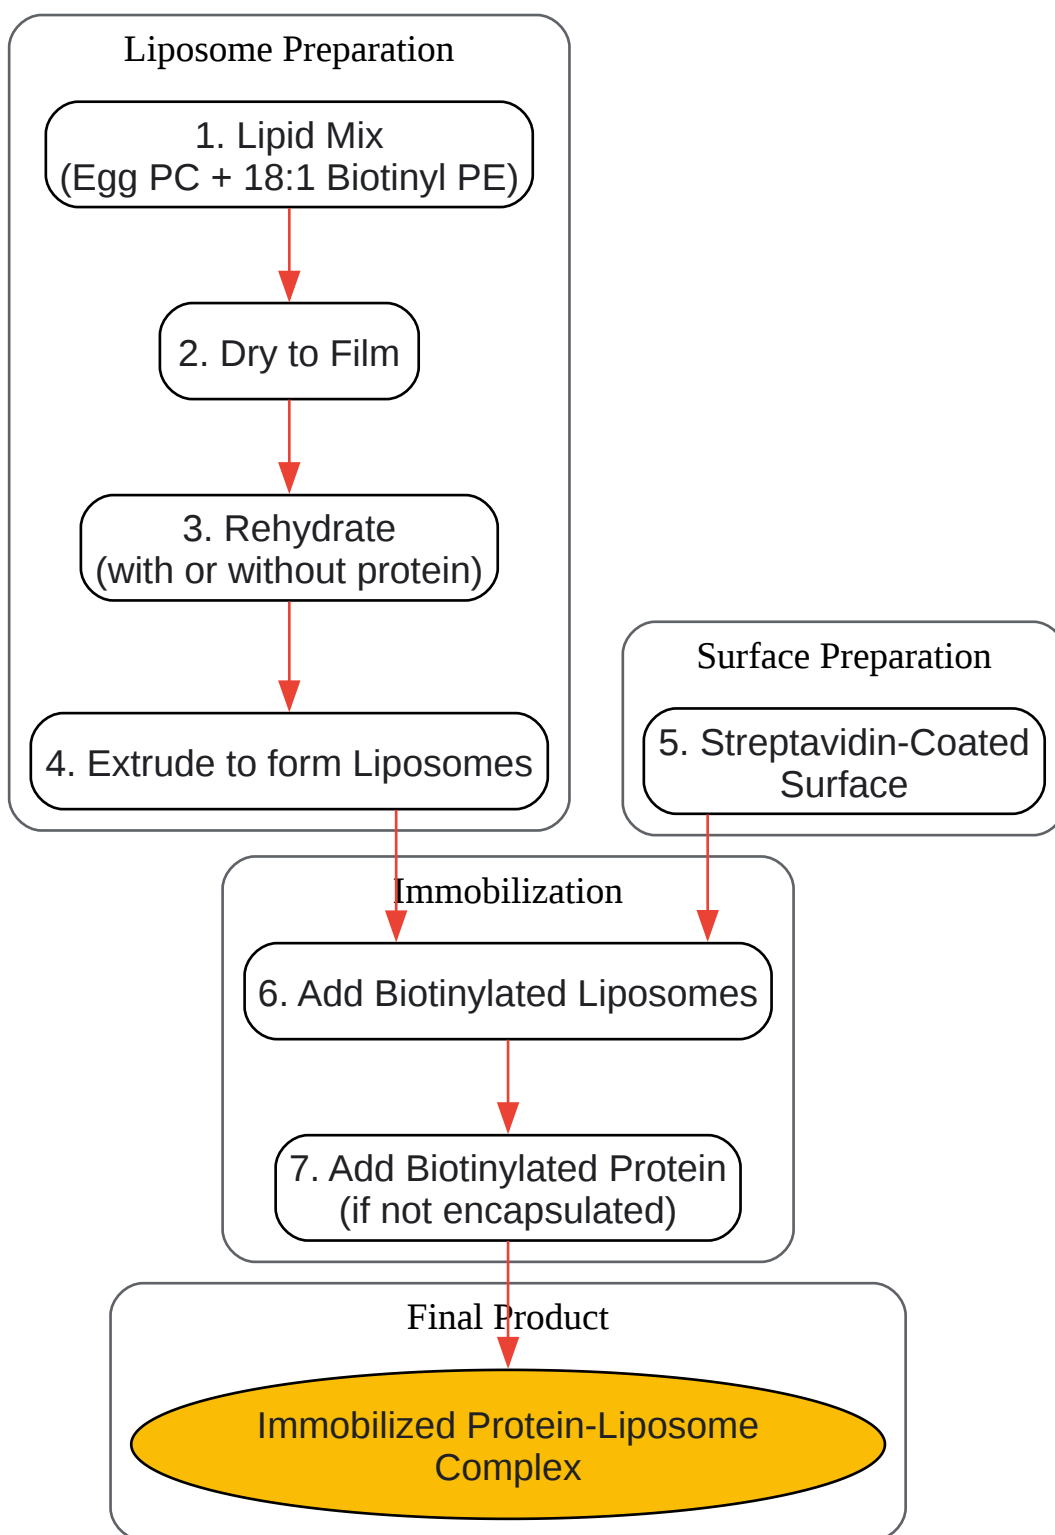 Liposome Preparation
1. Lipid Mix
(Egg PC + 18:1 Biotinyl PE)
2. Dry to Film
3. Rehydrate
(with or without protein)
4. Extrude to form Liposomes
Surface Preparation
5. Streptavidin-Coated
Surface
Immobilization
6. Add Biotinylated Liposomes
7. Add Biotinylated Protein
(if not encapsulated)
Final Product
Immobilized Protein-Liposome
Complex